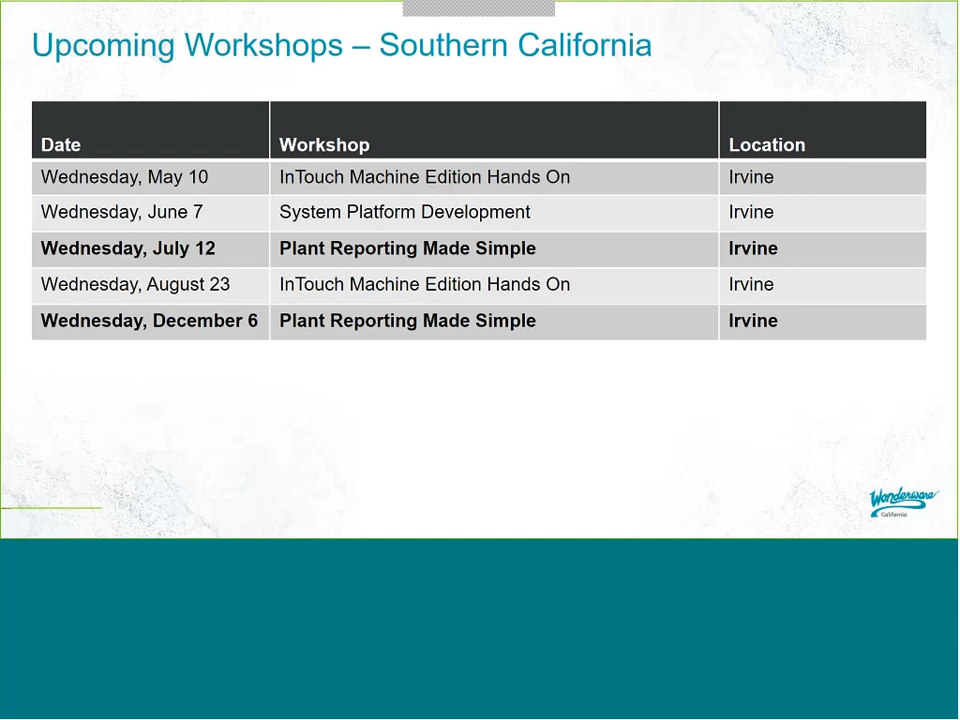 Upcoming Workshops – Southern California
Date Workshop Location
Wednesday, May 10 InTouch Machine Edition Hands On Irvine
Wednesday, June 7 System Platform Development Irvine
Wednesday, July 12 Plant Reporting Made Simple Irvine
Wednesday, August 23 InTouch Machine Edition Hands On Irvine
Wednesday, December 6 Plant Reporting Made Simple Irvine
Wonderware
California